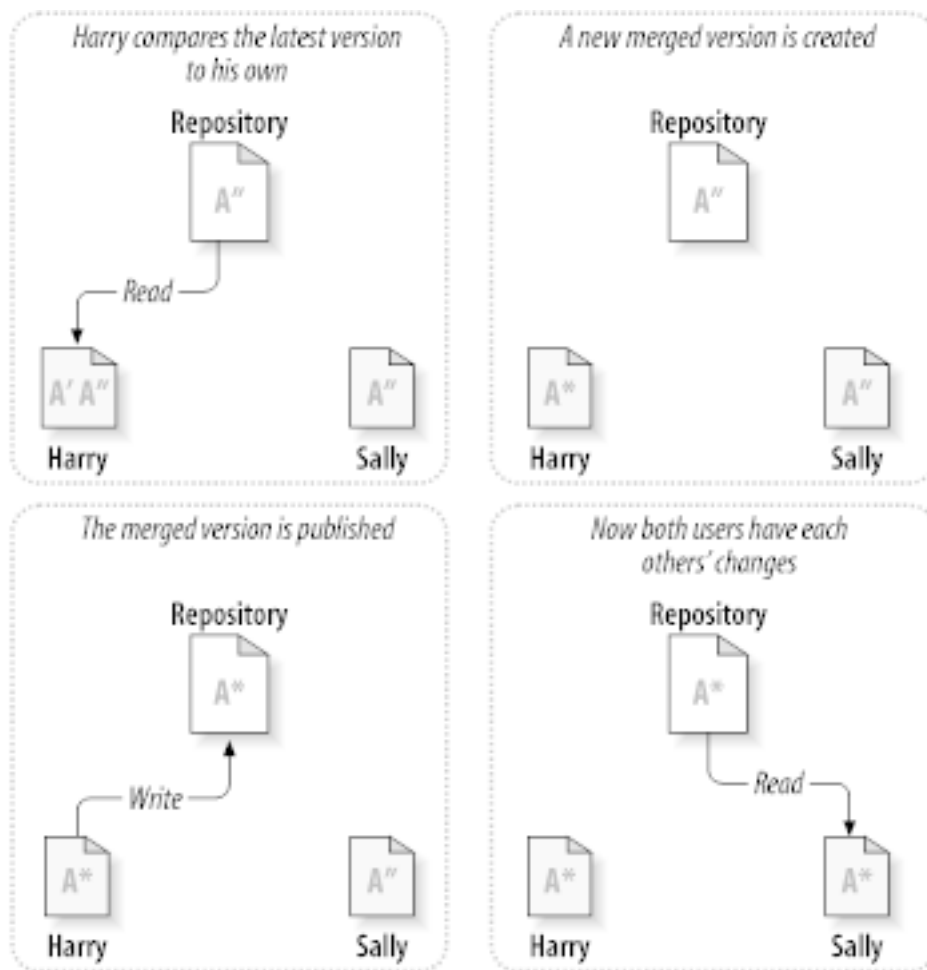 Harry compares the latest version
to his own
Repository
A″
Read
A′ A″
A″
Harry
Sally
A new merged version is created
Repository
A″
A*
A″
Harry
Sally
The merged version is published
Repository
A*
Write
A*
A″
Harry
Sally
Now both users have each
others’ changes
Repository
A*
Read
A*
A*
Harry
Sally